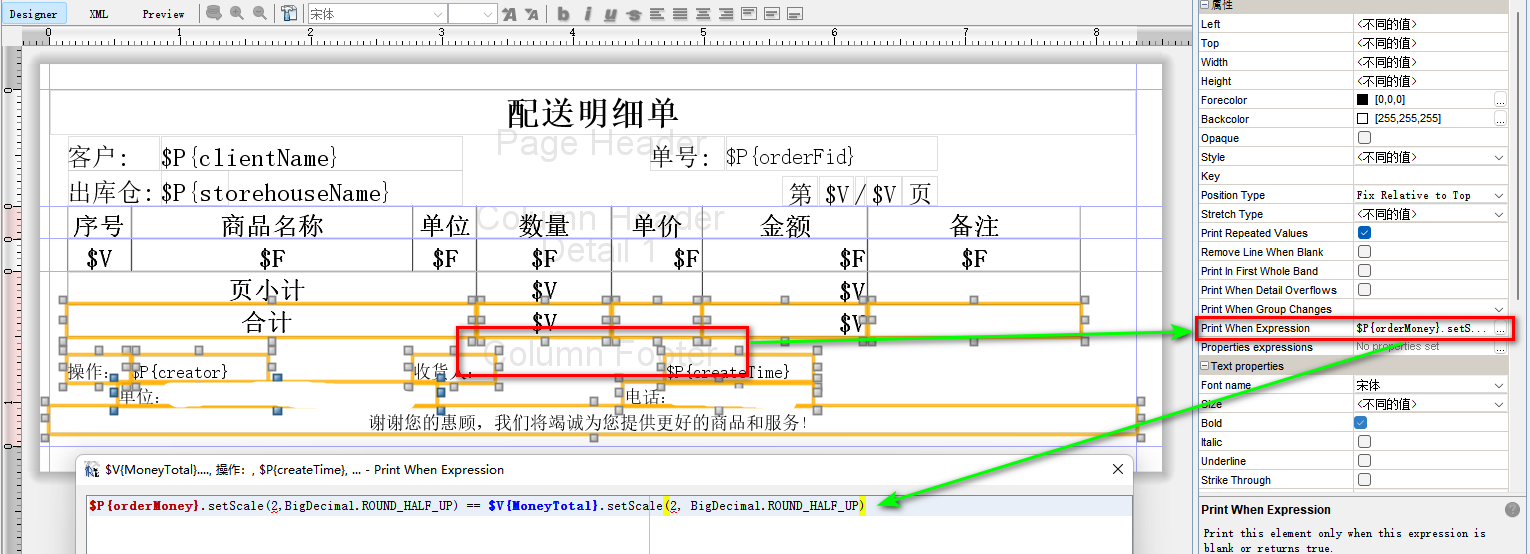 Designer XML Preview 宋体 b i u s
0 1 2 3 4 5 6 7 8
配送明细单
Page Header
客户: $P{clientName} 单号: $P{orderFid}
出库仓: $P{storehouseName} 第 $V / $V 页
Column Header
序号 商品名称 单位 数量 单价 金额 备注
Detail 1
$V $F $F $F $F $F $F
页小计 $V $V
合计 $V $V
Column Footer
操作: $P{creator} 收货人: $P{createTime}
单位: 电话:
谢谢您的惠顾，我们将竭诚为您提供更好的商品和服务!
0
0
0
0
1
0
$V{MoneyTotal}...., 操作: , $P{createTime}, ... - Print When Expression
$P{orderMoney}.setScale(2,BigDecimal.ROUND_HALF_UP) == $V{MoneyTotal}.setScale(2, BigDecimal.ROUND_HALF_UP)
属性
Left <不同的值>
Top <不同的值>
Width <不同的值>
Height <不同的值>
Forecolor [0,0,0] ...
Backcolor [255,255,255] ...
Opaque
Style <不同的值>
Key
Position Type Fix Relative to Top
Stretch Type <不同的值>
Print Repeated Values
Remove Line When Blank
Print In First Whole Band
Print When Detail Overflows
Print When Group Changes
Print When Expression $P{orderMoney}.setS... ...
Properties expressions No properties set ...
Text properties
Font name 宋体
Size <不同的值>
Bold
Italic
Underline
Strike Through
Print When Expression
Print this element only when this expression is
blank or returns true.